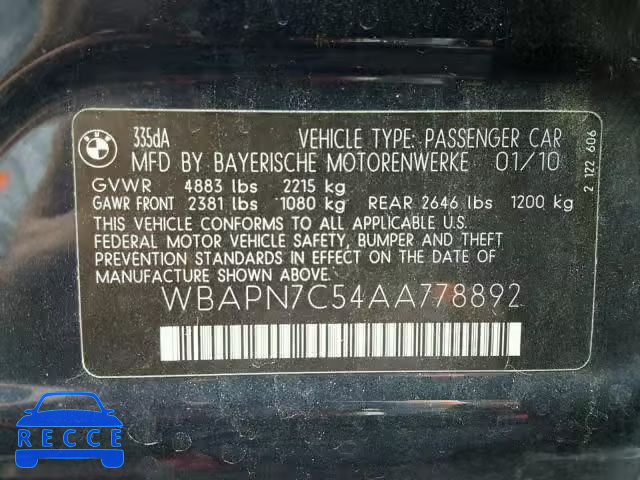 BMW
335dA VEHICLE TYPE: PASSENGER CAR
MFD BY BAYERISCHE MOTORENWERKE 01/10
GVWR 4883 lbs 2215 kg
GAWR FRONT 2381 lbs 1080 kg REAR 2646 lbs 1200 kg
THIS VEHICLE CONFORMS TO ALL APPLICABLE U.S.
FEDERAL MOTOR VEHICLE SAFETY, BUMPER AND THEFT
PREVENTION STANDARDS IN EFFECT ON THE DATE OF
MANUFACTURE SHOWN ABOVE.
WBAPN7C54AA778892
2 122 606
RECCE